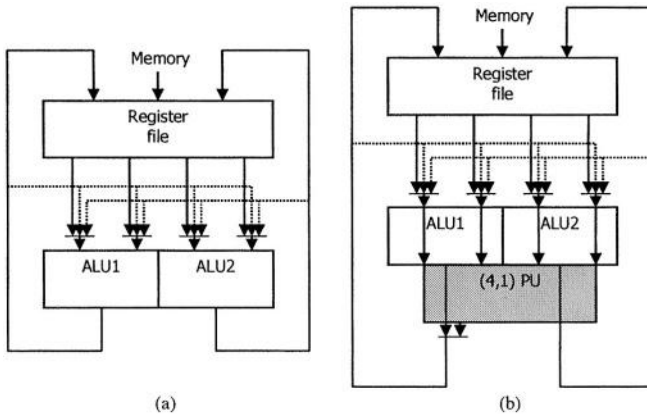 Memory
Register
file
ALU1
ALU2
(a)
Memory
Register
file
ALU1
ALU2
(4,1) PU
(b)